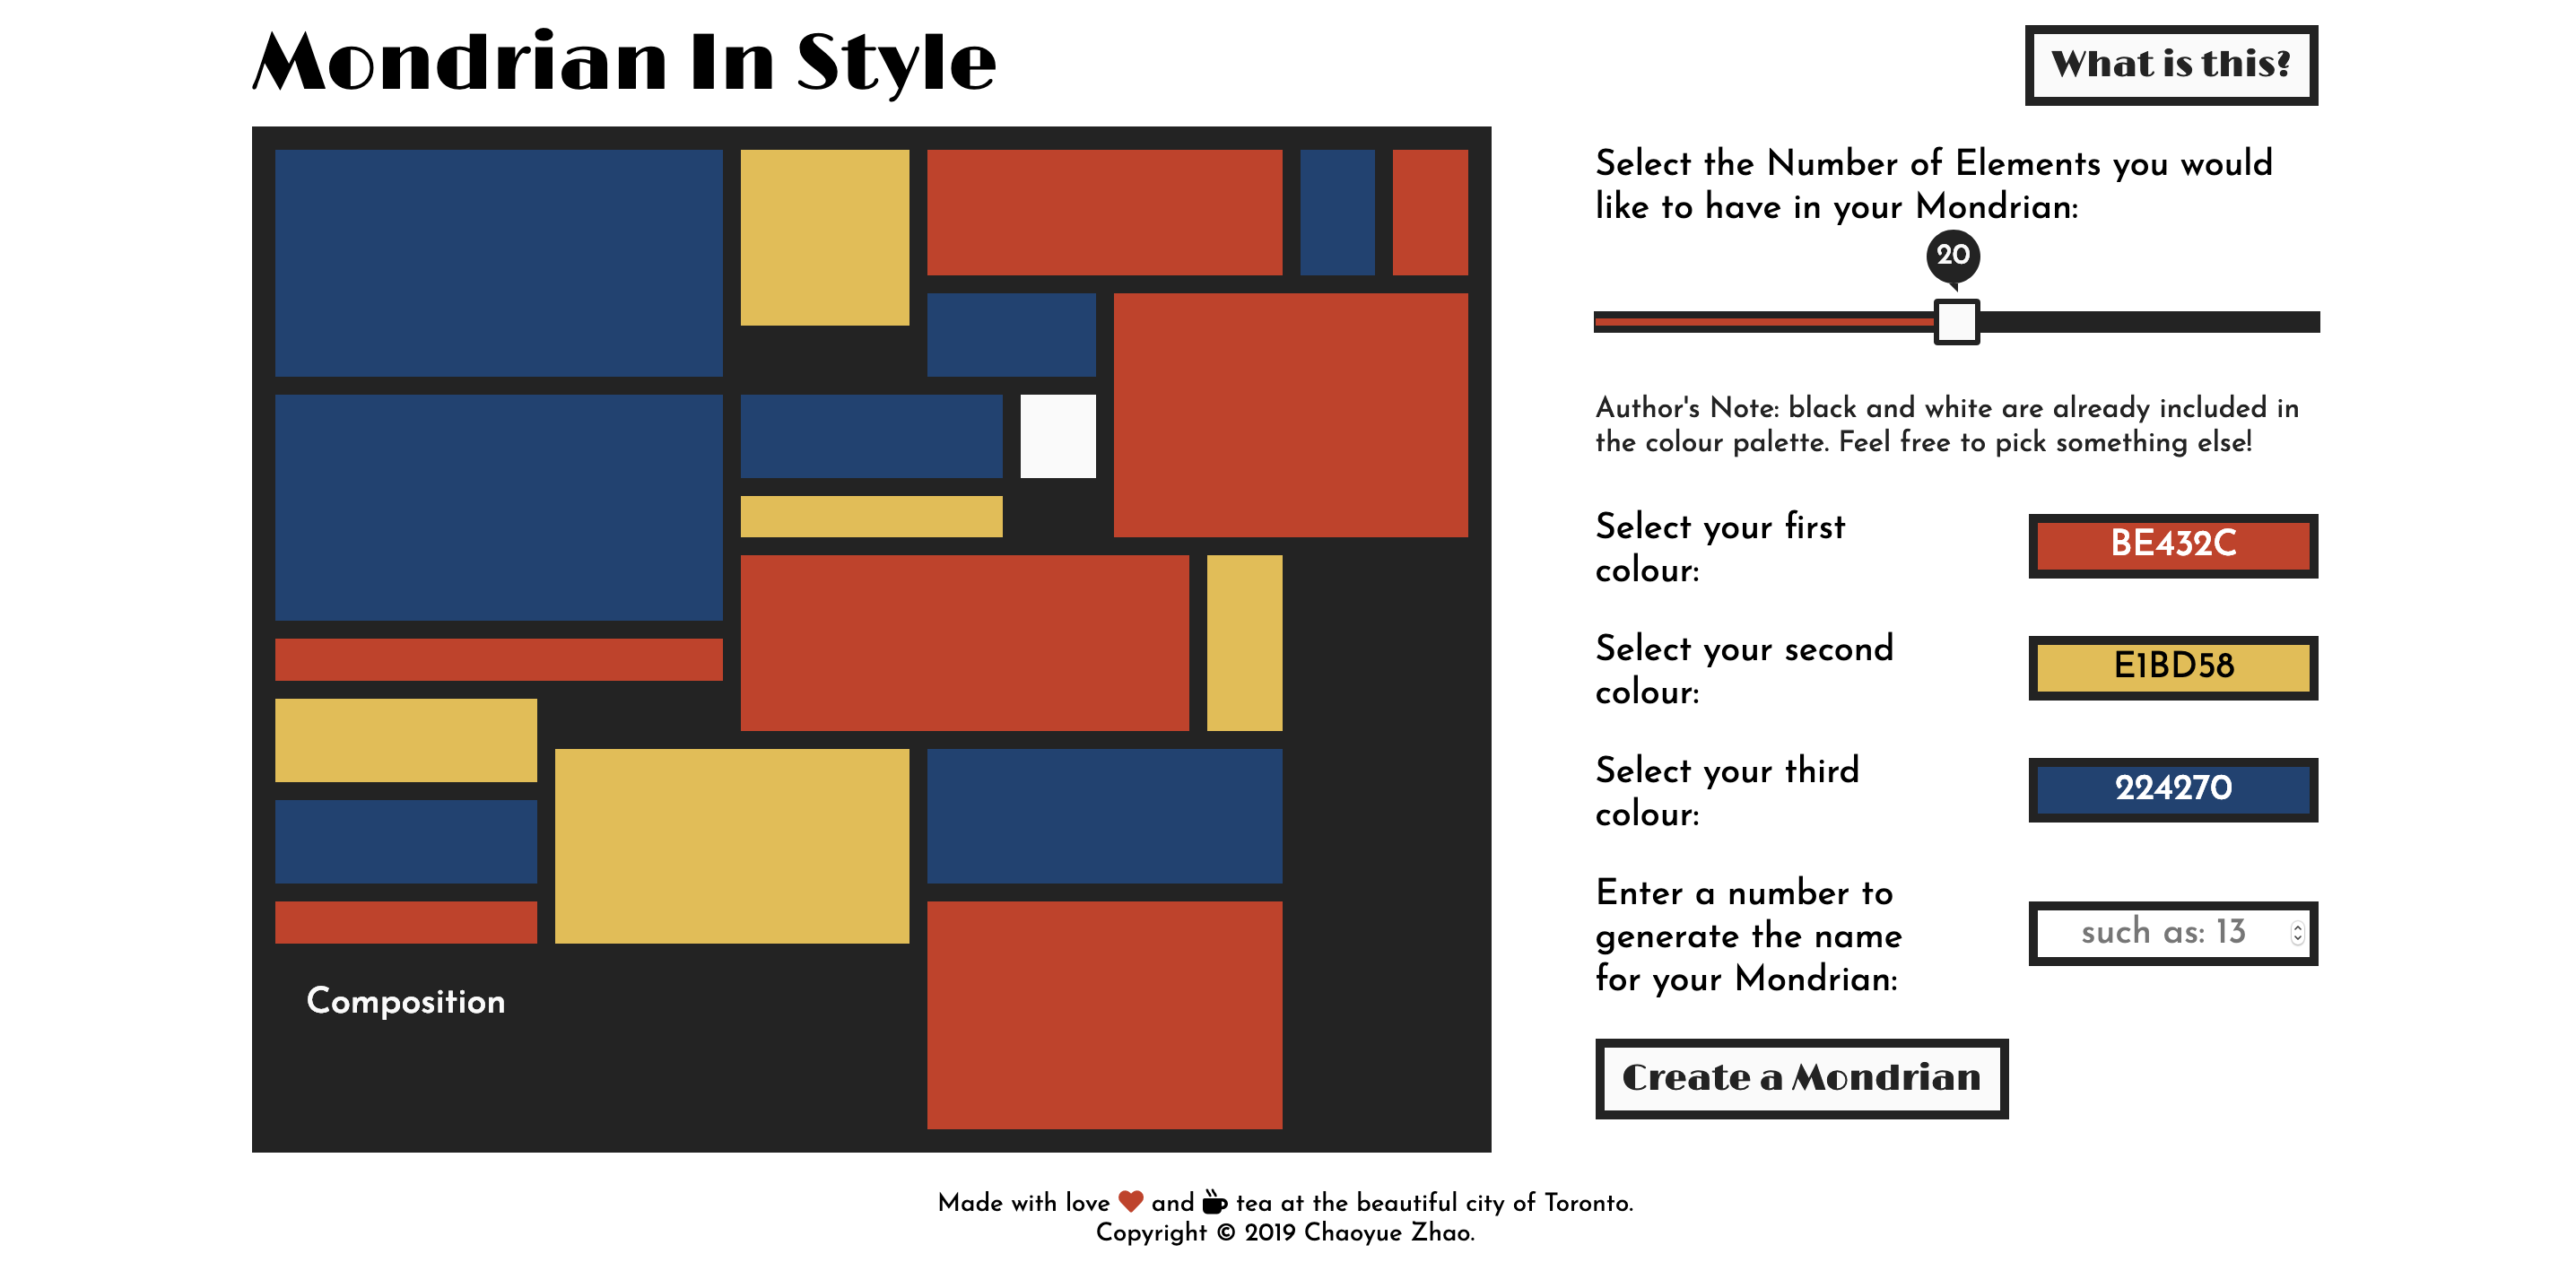 Mondrian In Style
What is this?
Select the Number of Elements you would
like to have in your Mondrian:
20
Author's Note: black and white are already included in
the colour palette. Feel free to pick something else!
Select your first
colour:
BE432C
Select your second
colour:
E1BD58
Select your third
colour:
224270
Enter a number to
generate the name
for your Mondrian:
such as: 13
Composition
Create a Mondrian
Made with love and tea at the beautiful city of Toronto.
Copyright © 2019 Chaoyue Zhao.